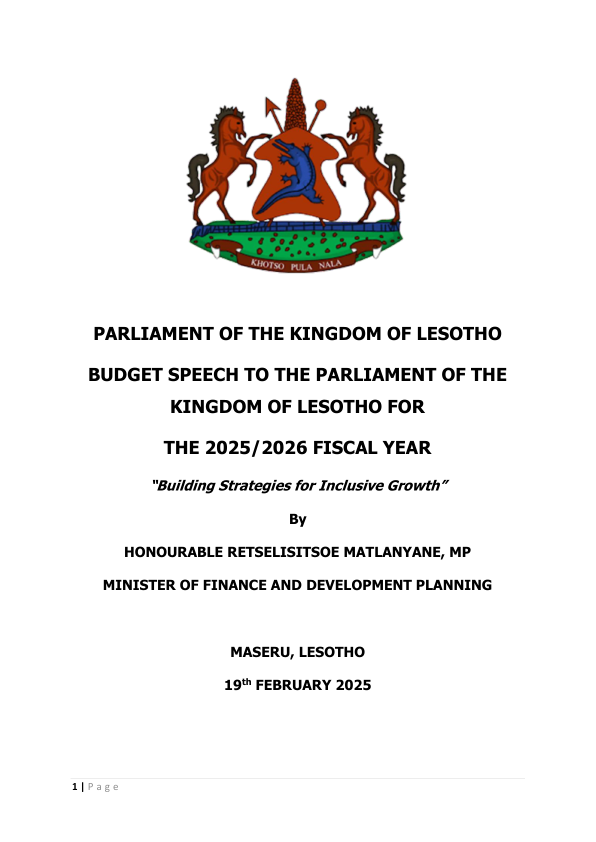 KHOTSO PULA NALA
PARLIAMENT OF THE KINGDOM OF LESOTHO
BUDGET SPEECH TO THE PARLIAMENT OF THE
KINGDOM OF LESOTHO FOR
THE 2025/2026 FISCAL YEAR
“Building Strategies for Inclusive Growth”
By
HONOURABLE RETSELISITSOE MATLANYANE, MP
MINISTER OF FINANCE AND DEVELOPMENT PLANNING
MASERU, LESOTHO
19th FEBRUARY 2025
1 | Page